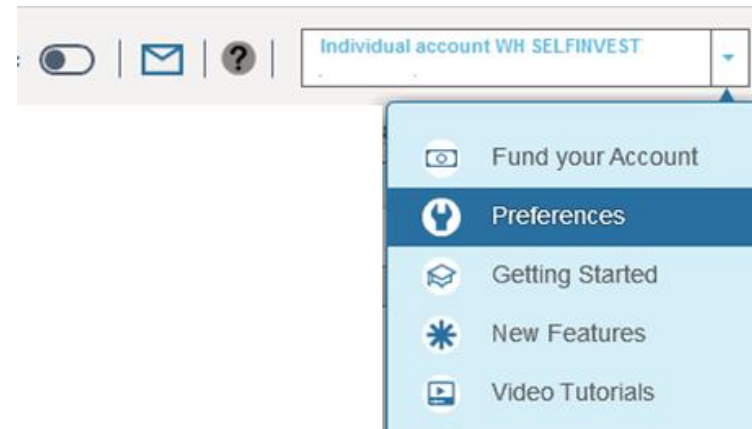 ?
Individual account WH SELFINVEST
Fund your Account
Preferences
Getting Started
New Features
Video Tutorials